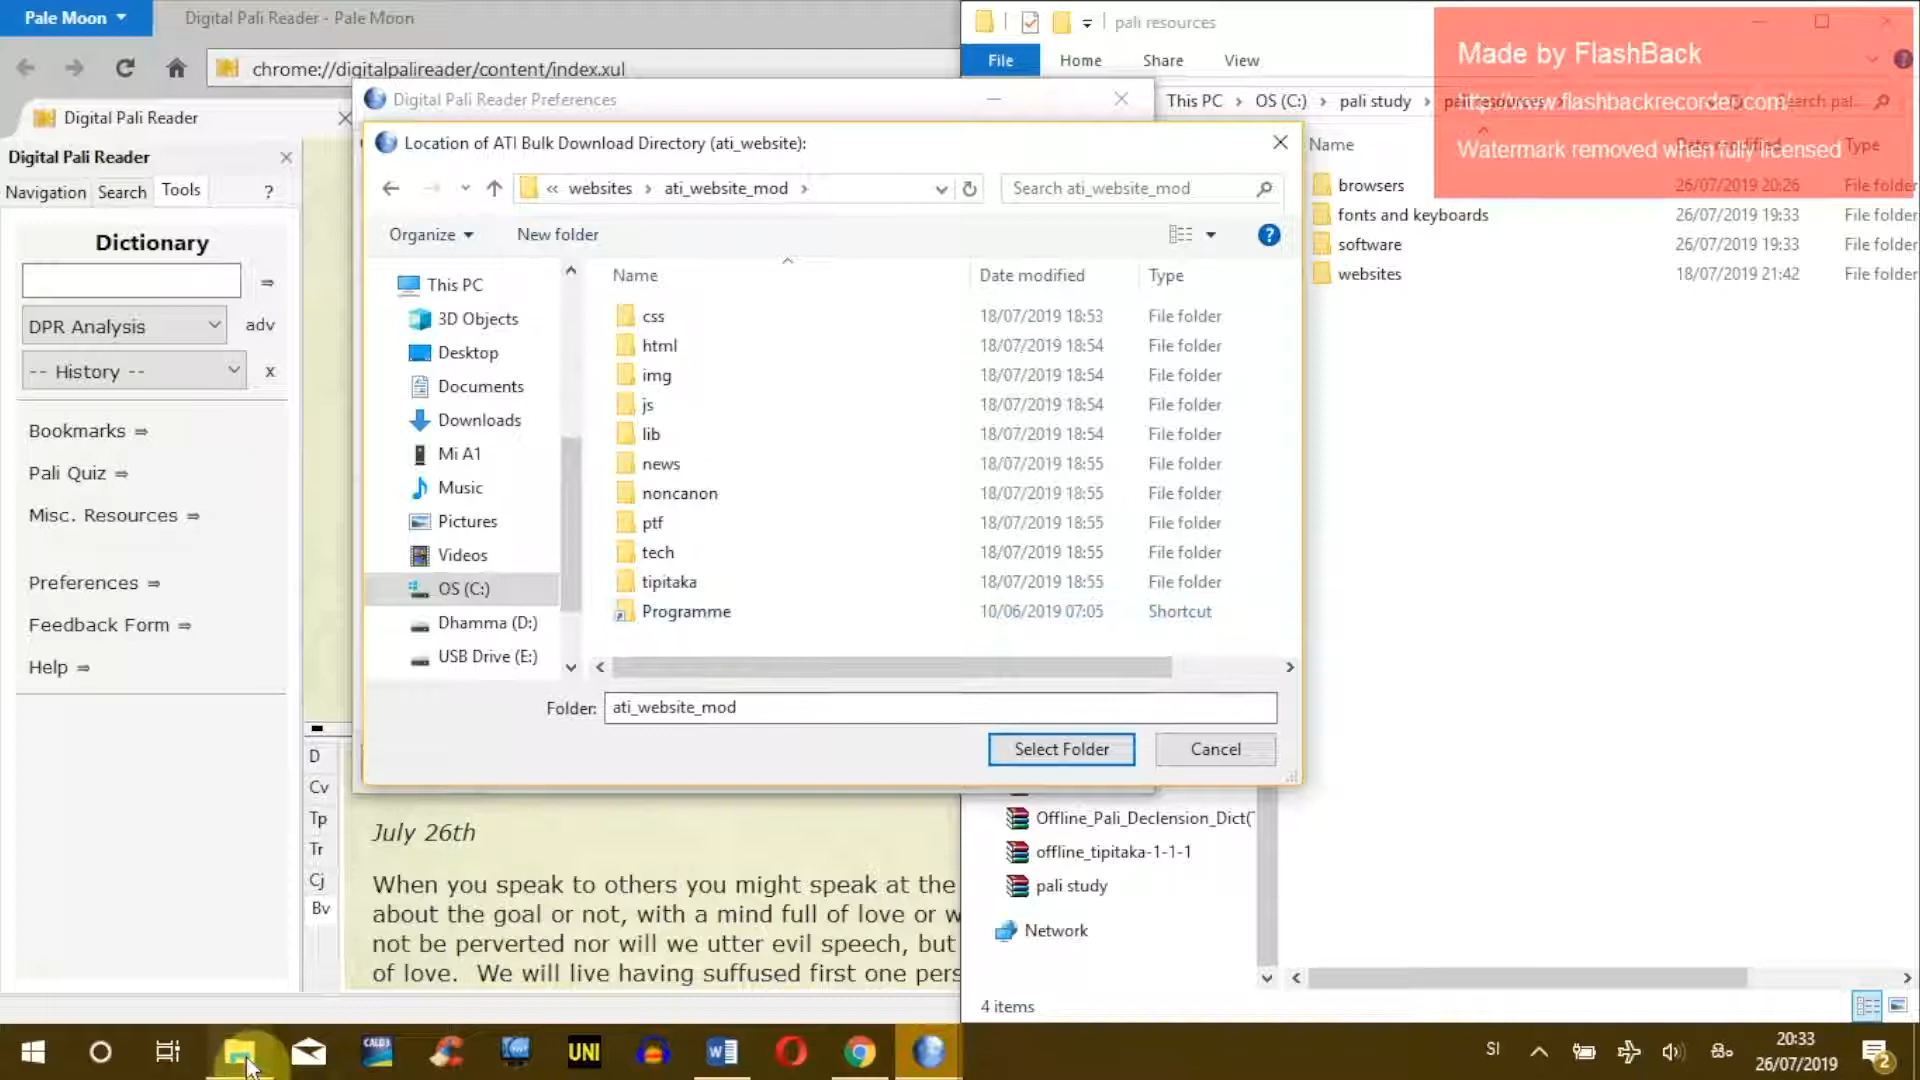 Pale Moon
Digital Pali Reader - Pale Moon
chrome://digitalpalireader/content/index.xul
Digital Pali Reader
Digital Pali Reader
Navigation Search Tools ?
Dictionary
DPR Analysis adv
-- History -- x
Bookmarks ⇒
Pali Quiz ⇒
Misc. Resources ⇒
Preferences ⇒
Feedback Form ⇒
Help ⇒
D
Cv
Tp
Tr
Cj
Bv
July 26th
When you speak to others you might speak at the
about the goal or not, with a mind full of love or w
not be perverted nor will we utter evil speech, but
of love. We will live having suffused first one pers
Digital Pali Reader Preferences
Location of ATI Bulk Download Directory (ati_website):
« websites › ati_website_mod ›
Search ati_website_mod
Organize New folder
This PC
3D Objects
Desktop
Documents
Downloads
Mi A1
Music
Pictures
Videos
OS (C:)
Dhamma (D:)
USB Drive (E:)
Name Date modified Type
css 18/07/2019 18:53 File folder
html 18/07/2019 18:54 File folder
img 18/07/2019 18:54 File folder
js 18/07/2019 18:54 File folder
lib 18/07/2019 18:54 File folder
news 18/07/2019 18:55 File folder
noncanon 18/07/2019 18:55 File folder
ptf 18/07/2019 18:55 File folder
tech 18/07/2019 18:55 File folder
tipitaka 18/07/2019 18:55 File folder
Programme 10/06/2019 07:05 Shortcut
Folder: ati_website_mod
Select Folder Cancel
pali resources
File Home Share View
This PC › OS (C:) › pali study ›
Search pal...
Made by FlashBack
http://www.flashbackrecorder.com/
Watermark removed when fully licensed
Name Type
browsers 26/07/2019 20:26 File folder
fonts and keyboards 26/07/2019 19:33 File folder
software 26/07/2019 19:33 File folder
websites 18/07/2019 21:42 File folder
Offline_Pali_Declension_Dict(
offline_tipitaka-1-1-1
pali study
Network
4 items
CALD3
UNI
SI
20:33
26/07/2019
2